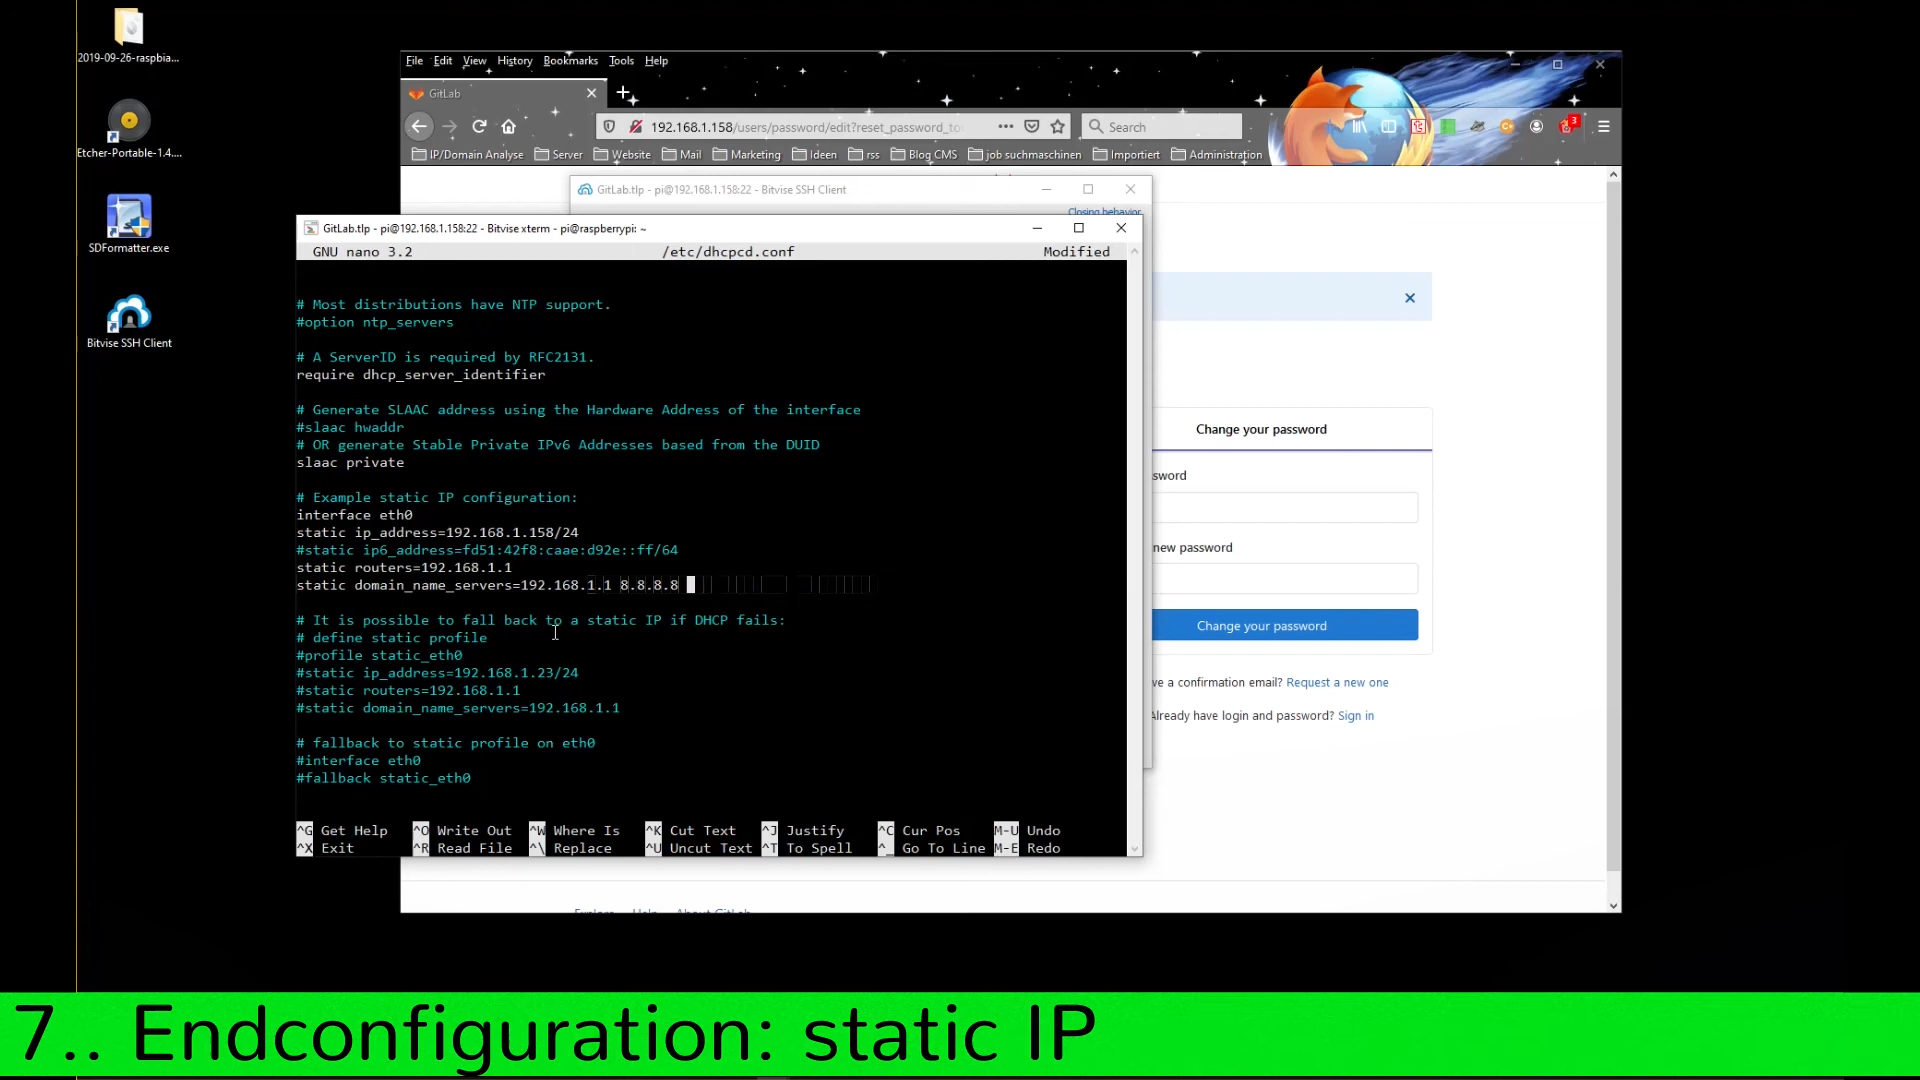 2019-09-26-raspbia...
Etcher-Portable-1.4....
SDFormatter.exe
Bitvise SSH Client
File Edit View History Bookmarks Tools Help
GitLab
192.168.1.158/users/password/edit?reset_password_to
Search
3
IP/Domain Analyse Server Website Mail Marketing Ideen rss Blog CMS job suchmaschinen Importiert Administration
GitLab.tlp - pi@192.168.1.158:22 - Bitvise SSH Client
Closing behavior
GitLab.tlp - pi@192.168.1.158:22 - Bitvise xterm - pi@raspberrypi: ~
GNU nano 3.2 /etc/dhcpcd.conf Modified
# Most distributions have NTP support.
#option ntp_servers
# A ServerID is required by RFC2131.
require dhcp_server_identifier
# Generate SLAAC address using the Hardware Address of the interface
#slaac hwaddr
# OR generate Stable Private IPv6 Addresses based from the DUID
slaac private
# Example static IP configuration:
interface eth0
static ip_address=192.168.1.158/24
#static ip6_address=fd51:42f8:caae:d92e::ff/64
static routers=192.168.1.1
static domain_name_servers=192.168.1.1 8.8.8.8
# It is possible to fall back to a static IP if DHCP fails:
# define static profile
#profile static_eth0
#static ip_address=192.168.1.23/24
#static routers=192.168.1.1
#static domain_name_servers=192.168.1.1
# fallback to static profile on eth0
#interface eth0
#fallback static_eth0
^G Get Help ^O Write Out ^W Where Is ^K Cut Text ^J Justify ^C Cur Pos M-U Undo
^X Exit ^R Read File ^\ Replace ^U Uncut Text ^T To Spell ^_ Go To Line M-E Redo
Change your password
sword
new password
Change your password
ve a confirmation email? Request a new one
Already have login and password? Sign in
Explore Help About GitLab
7.. Endconfiguration: static IP